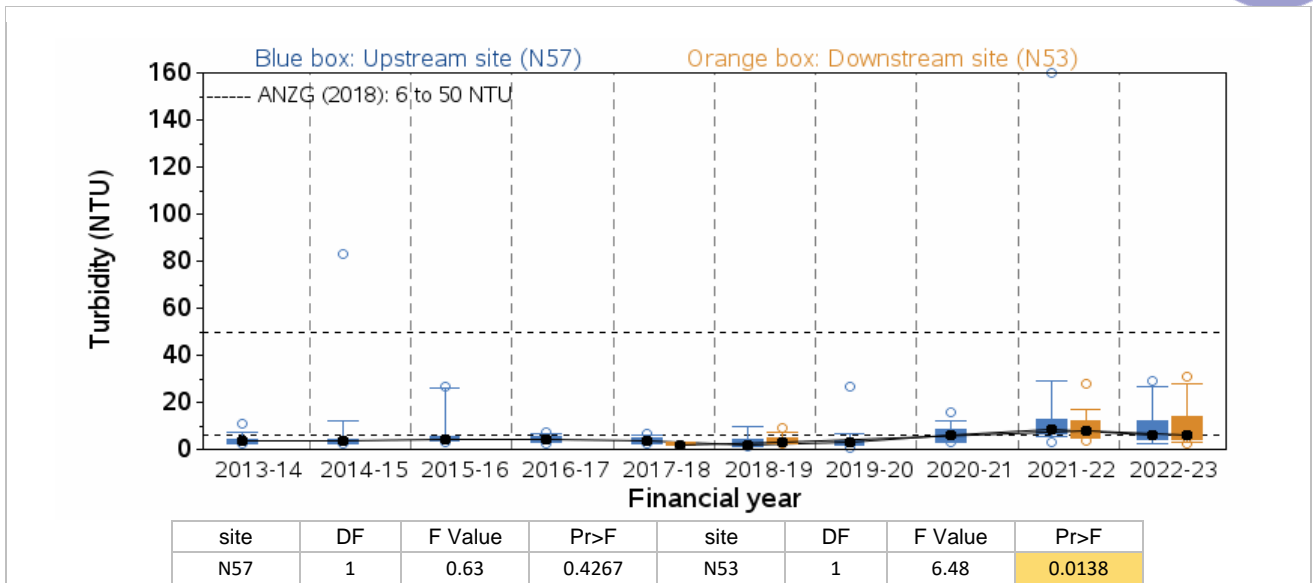 Blue box: Upstream site (N57) Orange box: Downstream site (N53)
160
------ ANZG (2018): 6 to 50 NTU
140
120
100
80
60
40
20
0
Turbidity (NTU)
2013-14 2014-15 2015-16 2016-17 2017-18 2018-19 2019-20 2020-21 2021-22 2022-23
Financial year
site DF F Value Pr>F site DF F Value Pr>F
N57 1 0.63 0.4267 N53 1 6.48 0.0138